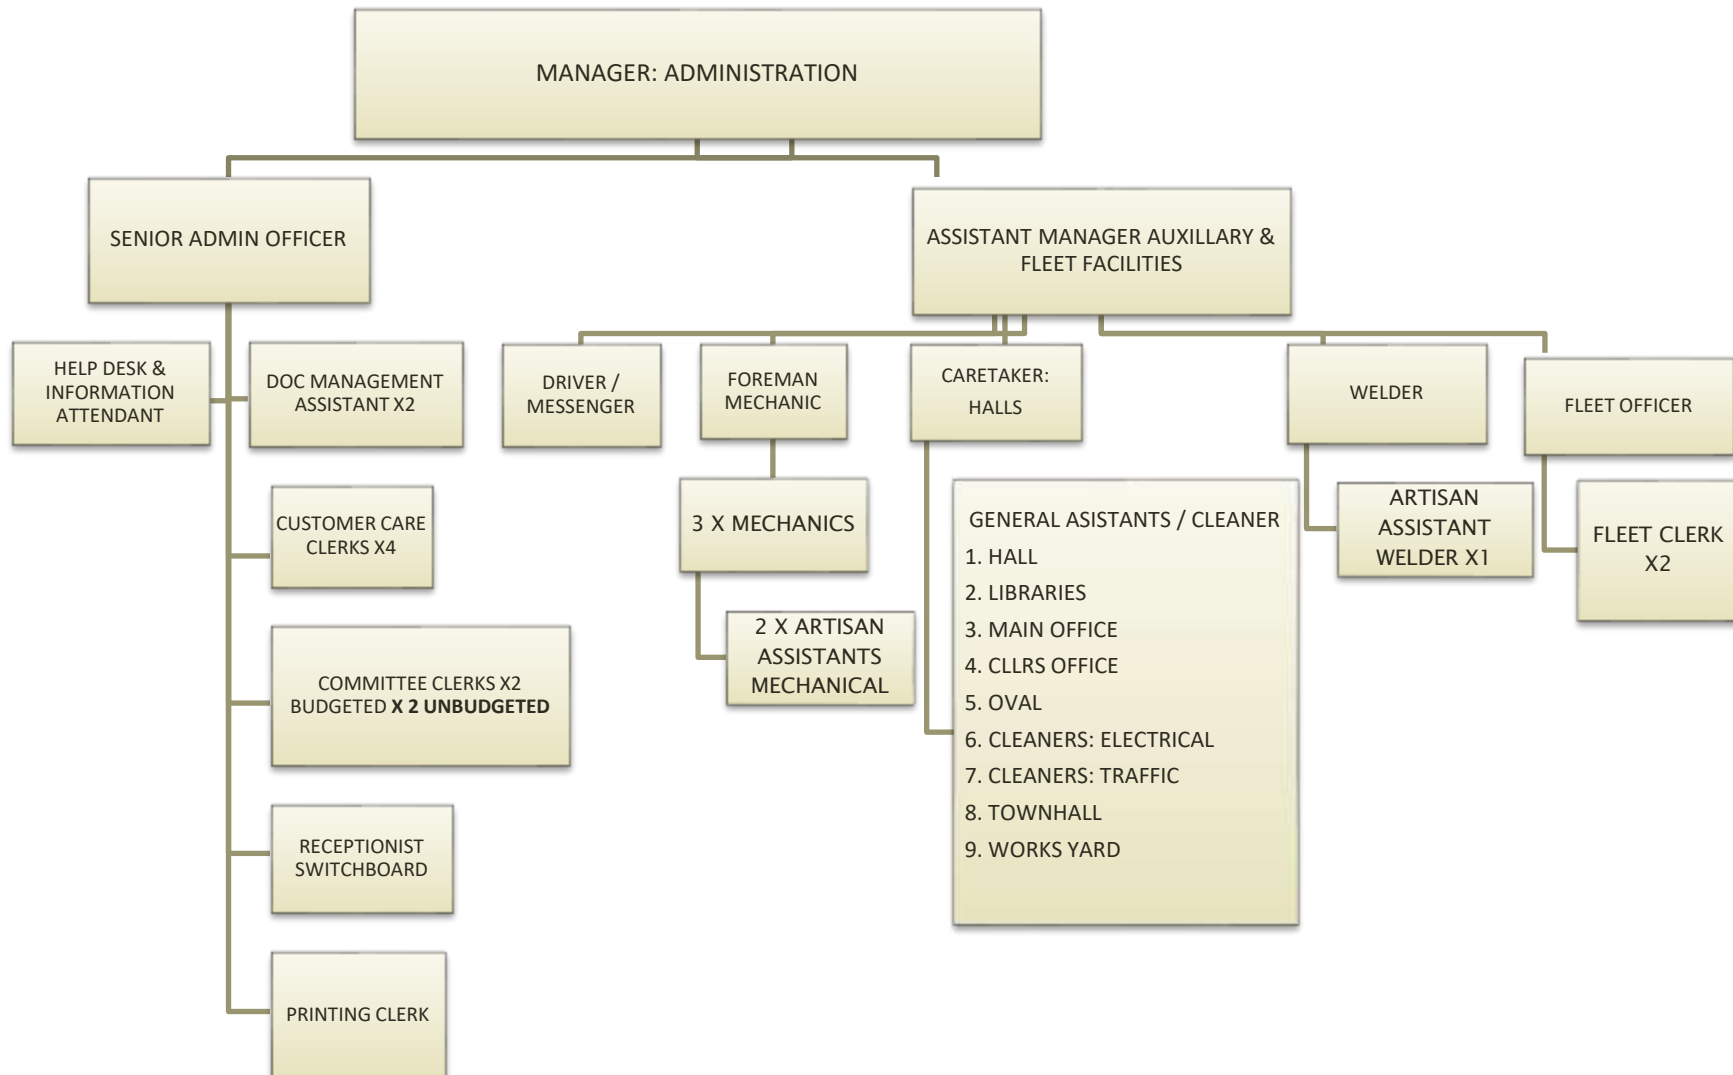 MANAGER: ADMINISTRATION
SENIOR ADMIN OFFICER
ASSISTANT MANAGER AUXILLARY &
FLEET FACILITIES
HELP DESK &
INFORMATION
ATTENDANT
DOC MANAGEMENT
ASSISTANT X2
DRIVER /
MESSENGER
FOREMAN
MECHANIC
CARETAKER:
HALLS
WELDER
FLEET OFFICER
CUSTOMER CARE
CLERKS X4
3 X MECHANICS
GENERAL ASISTANTS / CLEANER
1. HALL
2. LIBRARIES
3. MAIN OFFICE
4. CLLRS OFFICE
5. OVAL
6. CLEANERS: ELECTRICAL
7. CLEANERS: TRAFFIC
8. TOWNHALL
9. WORKS YARD
ARTISAN
ASSISTANT
WELDER X1
FLEET CLERK
X2
2 X ARTISAN
ASSISTANTS
MECHANICAL
COMMITTEE CLERKS X2
BUDGETED X 2 UNBUDGETED
RECEPTIONIST
SWITCHBOARD
PRINTING CLERK